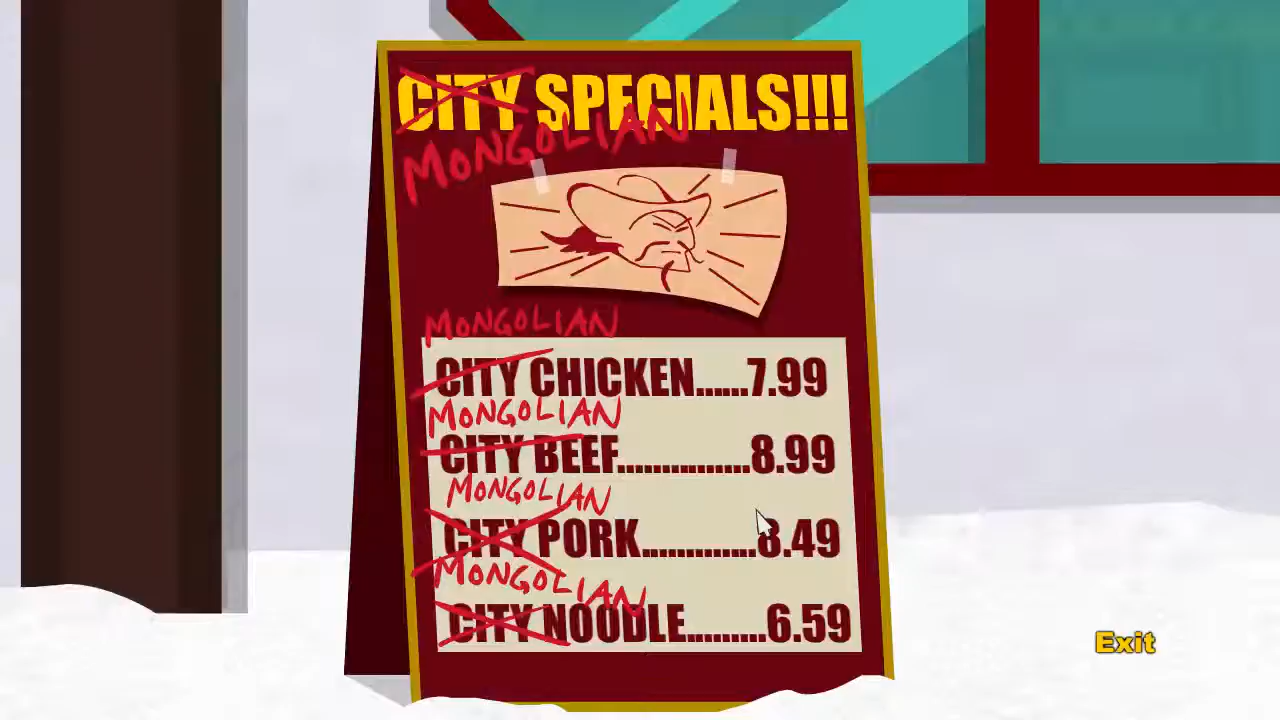 CITY SPECIALS!!!
MONGOLIAN
MONGOLIAN
CITY CHICKEN......7.99
MONGOLIAN
CITY BEEF................8.99
MONGOLIAN
CITY PORK..............8.49
MONGOLIAN
CITY NOODLE.........6.59
Exit